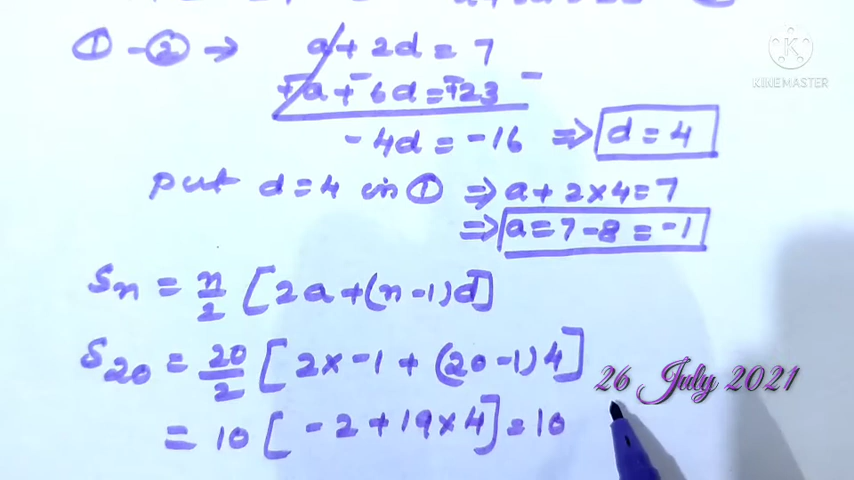 ① - ② → a + 2d = 7
a + 6d = 23
- 4d = -16 ⇒ d = 4
put d = 4 in ① ⇒ a + 2 × 4 = 7
⇒ a = 7 - 8 = -1
Sn = n/2 [2a + (n - 1)d]
S20 = 20/2 [2 × -1 + (20 - 1)4]
= 10 [-2 + 19 × 4] = 10
26 July 2021
KINEMASTER